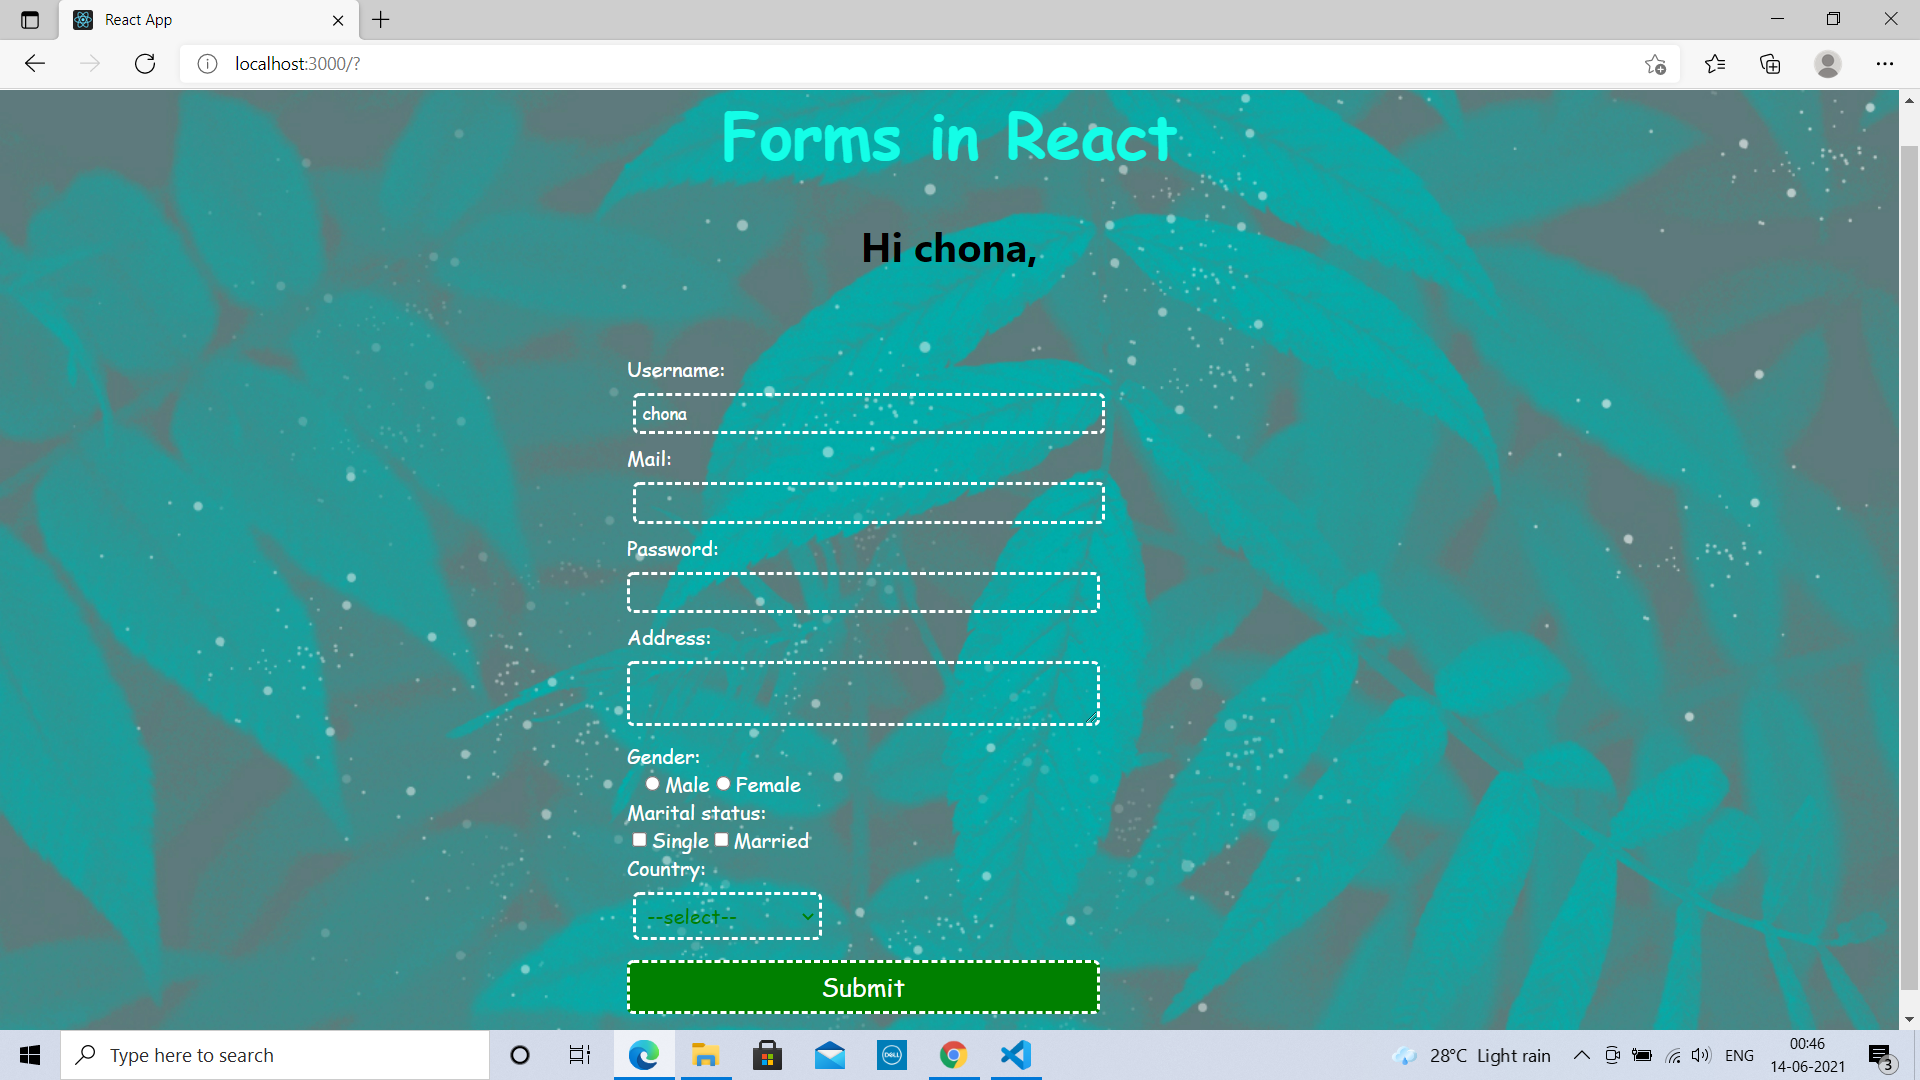 React App
localhost:3000/?
Forms in React
Hi chona,
Username:
chona
Mail:
Password:
Address:
Gender:
Male Female
Marital status:
Single Married
Country:
--select--
Submit
Type here to search
DELL
28°C Light rain
ENG
00:46
14-06-2021
3